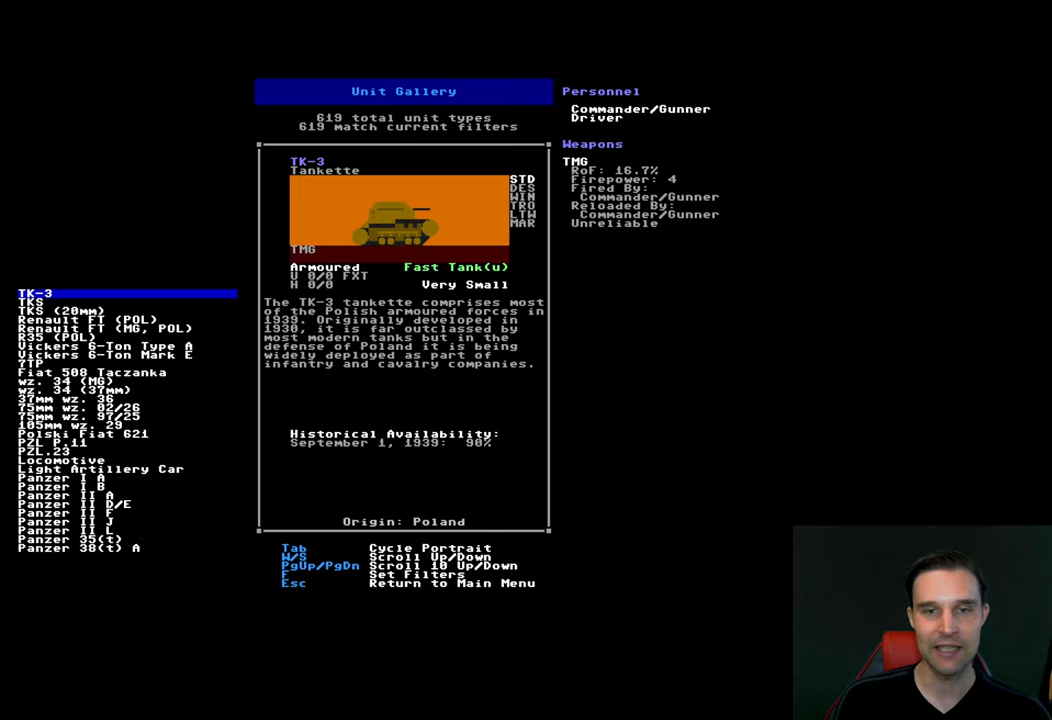 Unit Gallery
619 total unit types
619 match current filters
TK-3
Tankette
STD
DES
WIN
TRO
LTW
MAR
TMG
Armoured Fast Tank(u)
U 0/0 FXT
H 0/0 Very Small
The TK-3 tankette comprises most
of the Polish armoured forces in
1939. Originally developed in
1930, it is far outclassed by
most modern tanks but in the
defense of Poland it is being
widely deployed as part of
infantry and cavalry companies.
Historical Availability:
September 1, 1939: 90%
Origin: Poland
Tab Cycle Portrait
W/S Scroll Up/Down
PgUp/PgDn Scroll 10 Up/Down
F Set Filters
Esc Return to Main Menu
Personnel
Commander/Gunner
Driver
Weapons
TMG
RoF: 16.7%
Firepower: 4
Fired By:
Commander/Gunner
Reloaded By:
Commander/Gunner
Unreliable
TK-3
TKS
TKS (20mm)
Renault FT (POL)
Renault FT (MG, POL)
R35 (POL)
Vickers 6-Ton Type A
Vickers 6-Ton Mark E
7TP
Fiat 508 Taczanka
wz. 34 (MG)
wz. 34 (37mm)
37mm wz. 36
75mm wz. 02/26
75mm wz. 97/25
105mm wz. 29
Polski Fiat 621
PZL P.11
PZL.23
Locomotive
Light Artillery Car
Panzer I A
Panzer I B
Panzer II A
Panzer II D/E
Panzer II F
Panzer II J
Panzer II L
Panzer 35(t)
Panzer 38(t) A